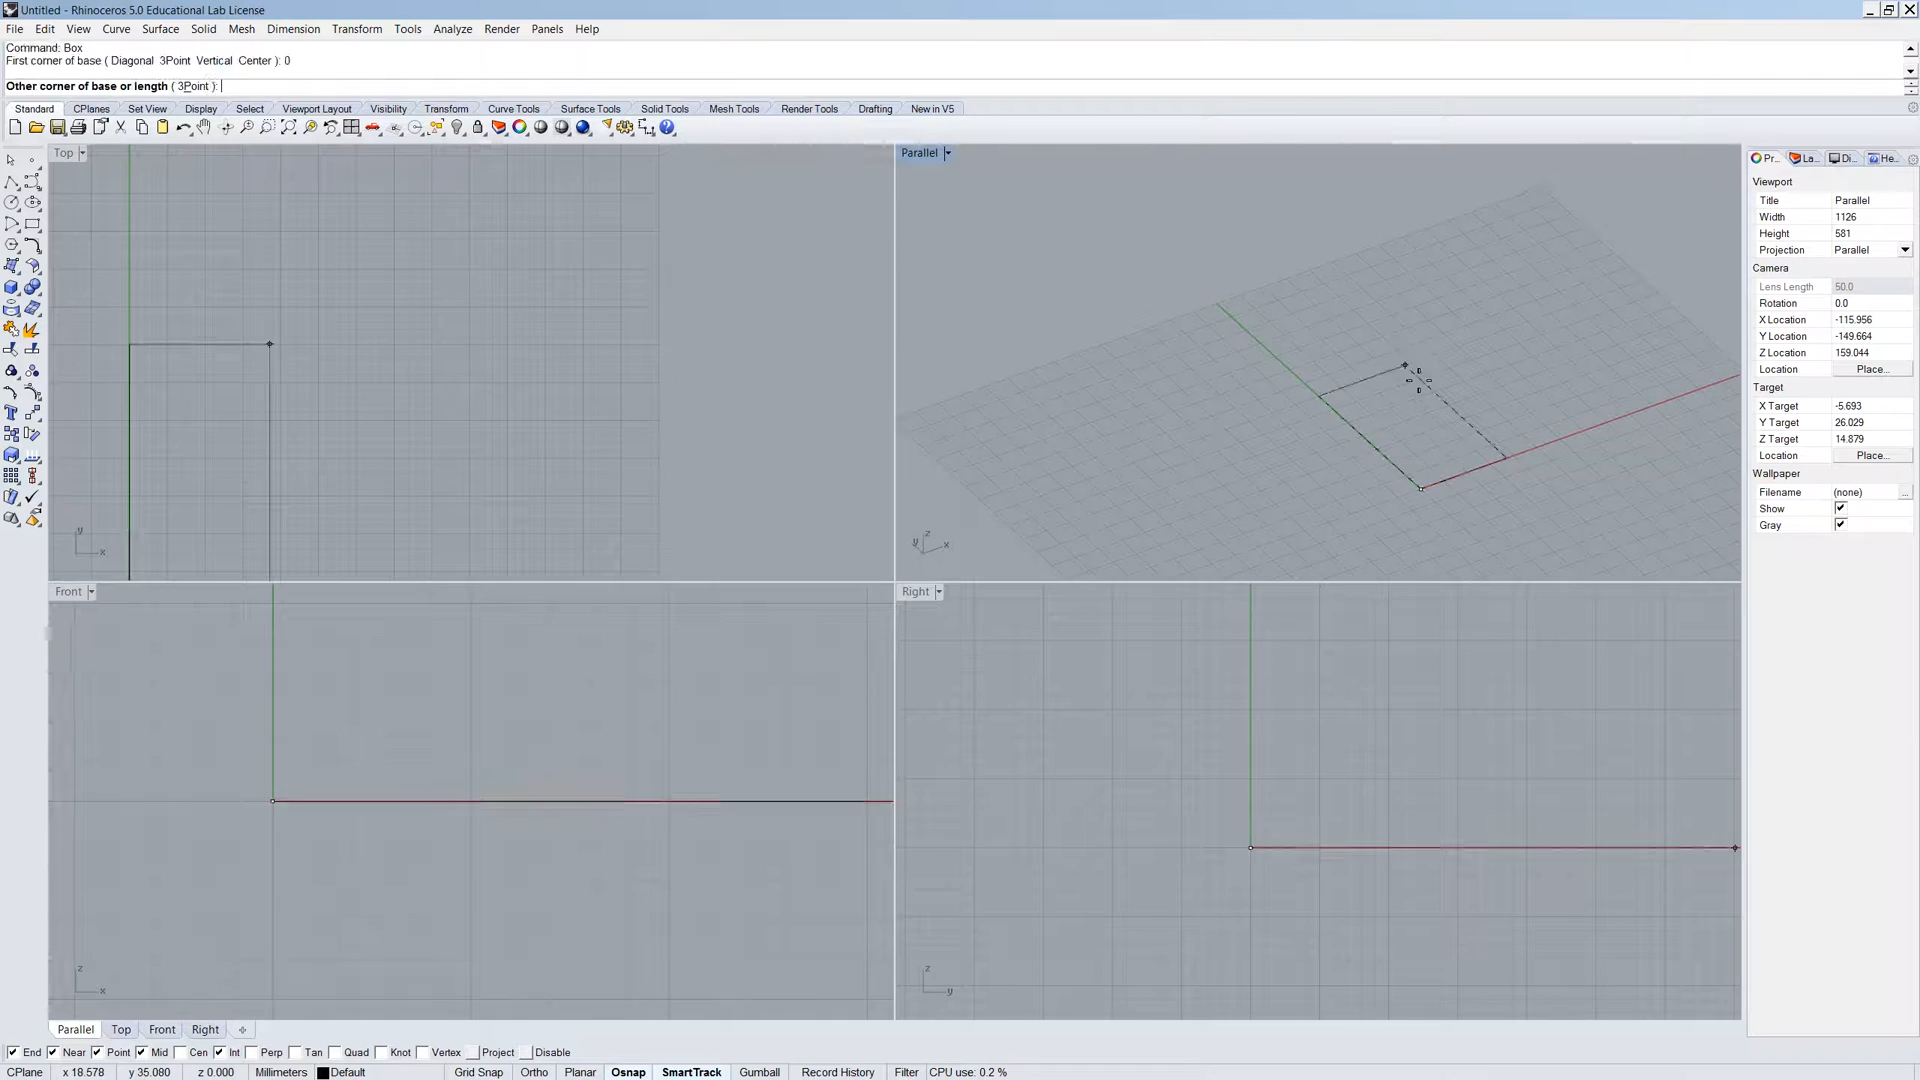 Untitled - Rhinoceros 5.0 Educational Lab License
File Edit View Curve Surface Solid Mesh Dimension Transform Tools Analyze Render Panels Help
Command: Box
First corner of base ( Diagonal 3Point Vertical Center ): 0
Other corner of base or length ( 3Point ):
Standard CPlanes Set View Display Select Viewport Layout Visibility Transform Curve Tools Surface Tools Solid Tools Mesh Tools Render Tools Drafting New in V5
Top
Parallel
Pr... La... Di... He...
Viewport
Title Parallel
Width 1126
Height 581
Projection Parallel
Camera
Lens Length 50.0
Rotation 0.0
X Location -115.956
Y Location -149.664
Z Location 159.044
Location Place...
Target
X Target -5.693
Y Target 26.029
Z Target 14.879
Location Place...
Wallpaper
Filename (none) ...
Show
Gray
y
x
z
y
x
Front
Right
z
x
z
y
Parallel Top Front Right
End Near Point Mid Cen Int Perp Tan Quad Knot Vertex Project Disable
CPlane x 18.578 y 35.080 z 0.000 Millimeters Default Grid Snap Ortho Planar Osnap SmartTrack Gumball Record History Filter CPU use: 0.2 %